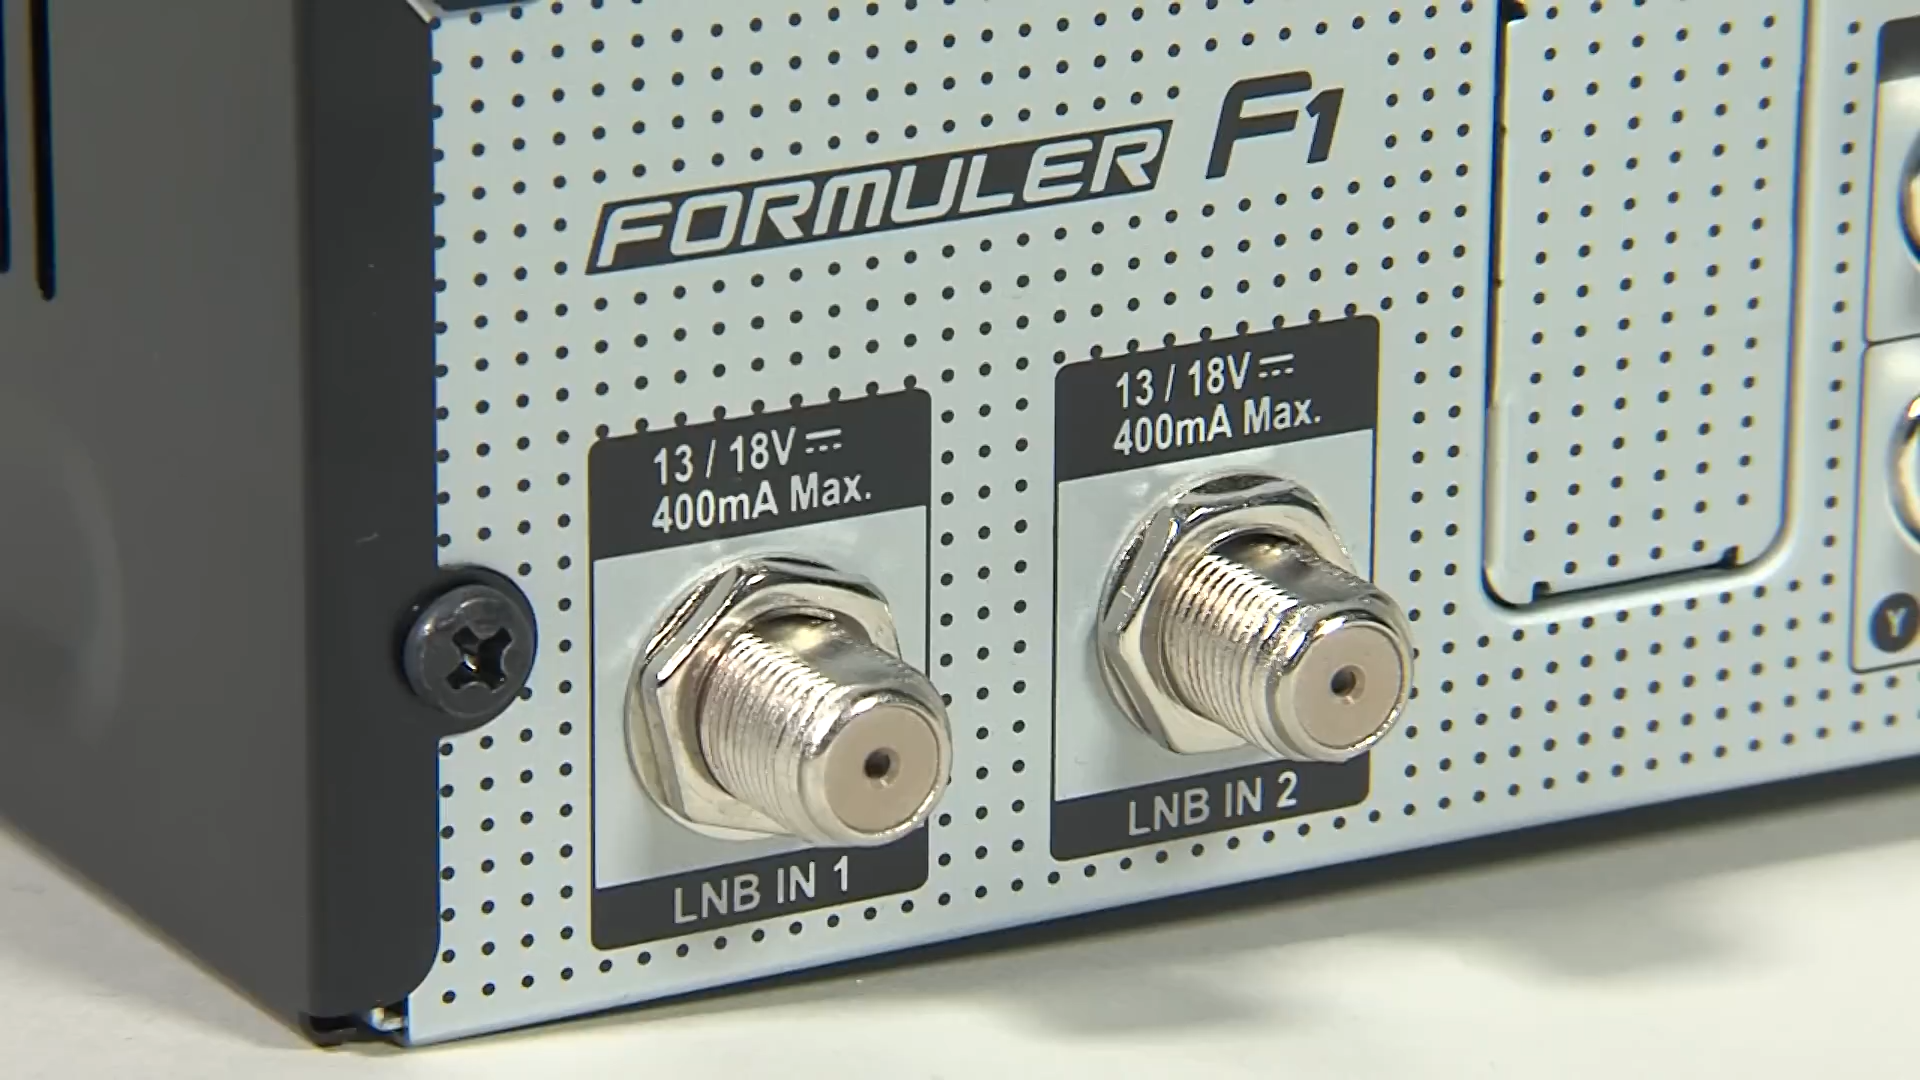 FORMULER F1
13 / 18V ⎓
400mA Max.
LNB IN 1
13 / 18V ⎓
400mA Max.
LNB IN 2
Y